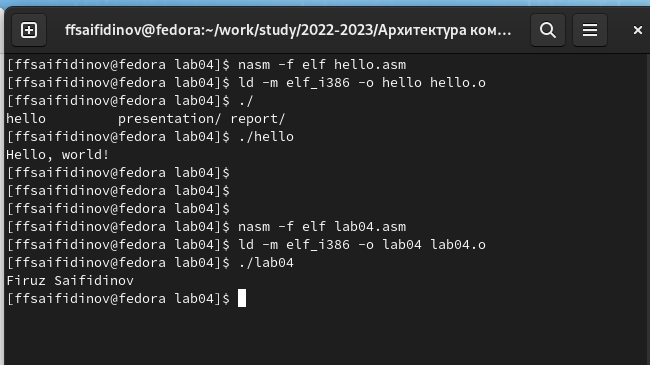 ffsaifidinov@fedora:~/work/study/2022-2023/Архитектура ком...
[ffsaifidinov@fedora lab04]$ nasm -f elf hello.asm
[ffsaifidinov@fedora lab04]$ ld -m elf_i386 -o hello hello.o
[ffsaifidinov@fedora lab04]$ ./
hello         presentation/ report/
[ffsaifidinov@fedora lab04]$ ./hello
Hello, world!
[ffsaifidinov@fedora lab04]$
[ffsaifidinov@fedora lab04]$
[ffsaifidinov@fedora lab04]$
[ffsaifidinov@fedora lab04]$ nasm -f elf lab04.asm
[ffsaifidinov@fedora lab04]$ ld -m elf_i386 -o lab04 lab04.o
[ffsaifidinov@fedora lab04]$ ./lab04
Firuz Saifidinov
[ffsaifidinov@fedora lab04]$